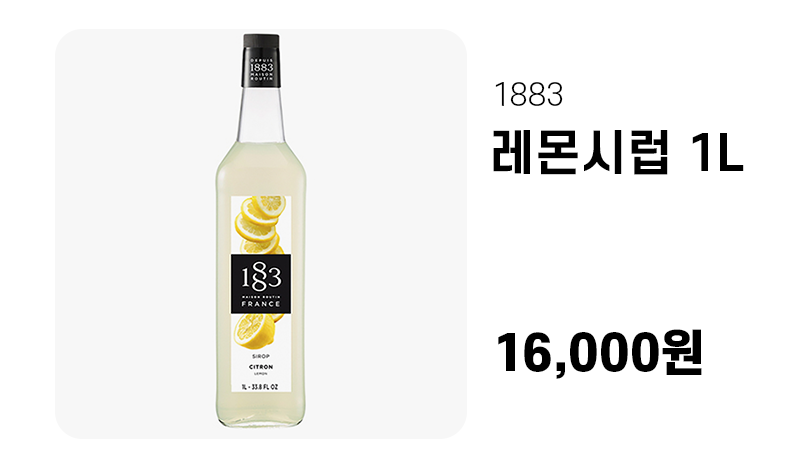 DEPUIS
1883
MAISON
ROUTIN
1883
MAISON ROUTIN
FRANCE
SIROP
CITRON
LEMON
1L - 33.8 FL OZ
1883
레몬시럽 1L
16,000원